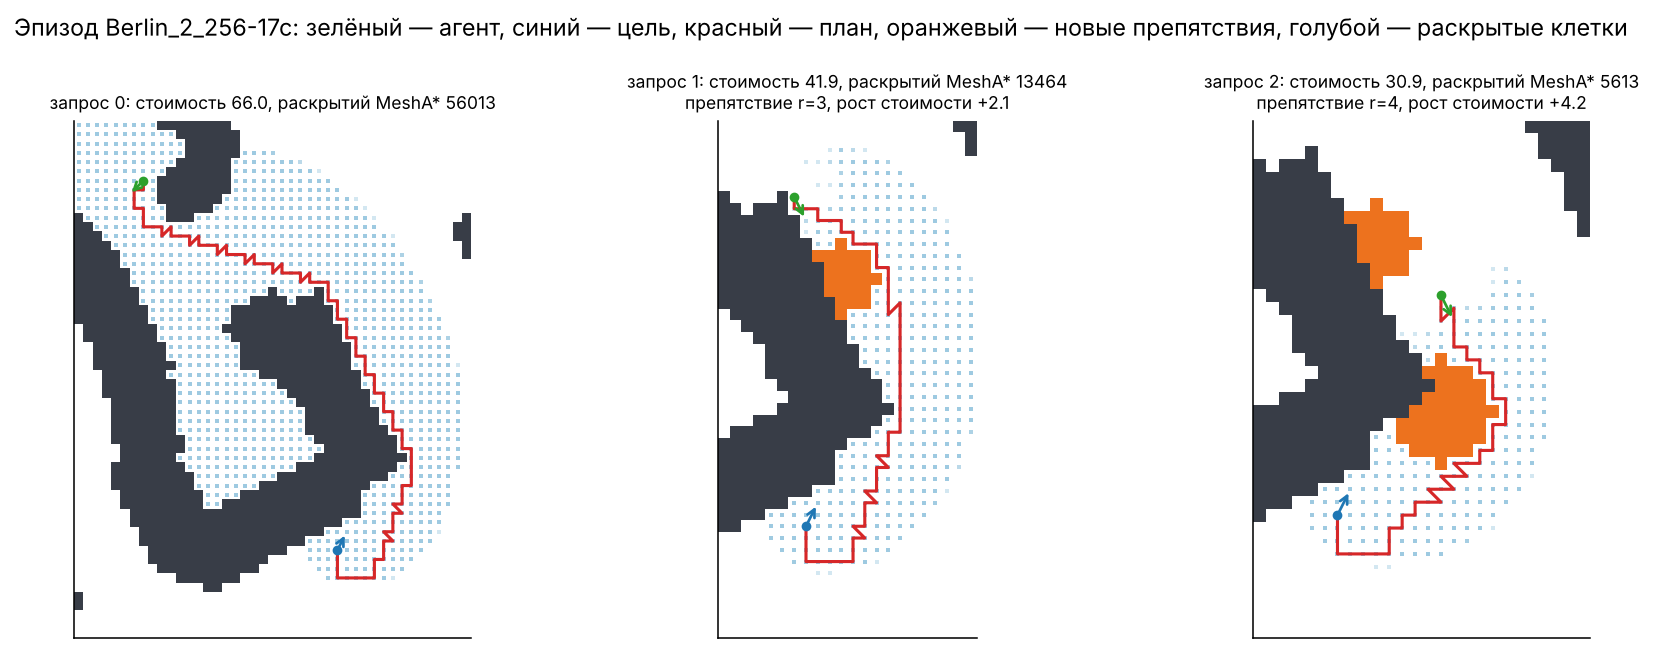 Эпизод Berlin_2_256-17c: зелёный — агент, синий — цель, красный — план, оранжевый — новые препятствия, голубой — раскрытые клетки
запрос 0: стоимость 66.0, раскрытий MeshA* 56013
запрос 1: стоимость 41.9, раскрытий MeshA* 13464
препятствие r=3, рост стоимости +2.1
запрос 2: стоимость 30.9, раскрытий MeshA* 5613
препятствие r=4, рост стоимости +4.2